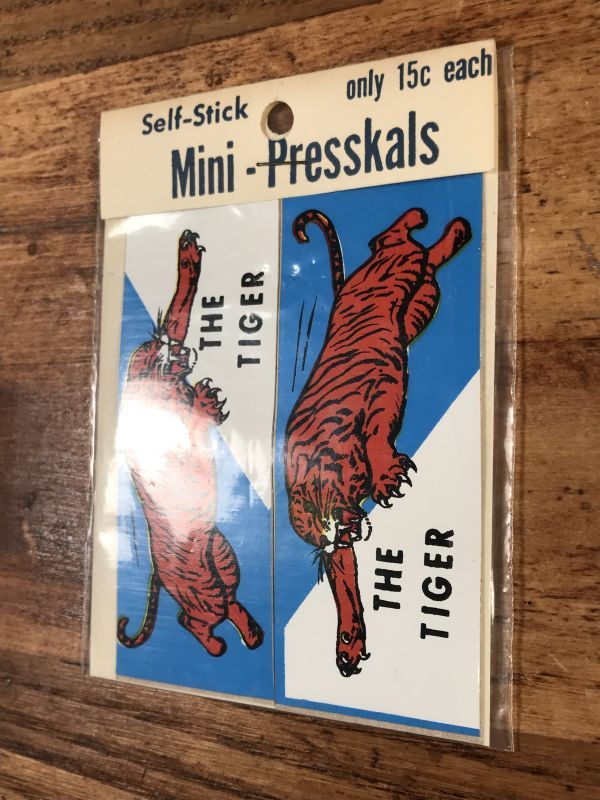 Self-Stick
only 15c each
Mini - Presskals
THE
TIGER
THE
TIGER